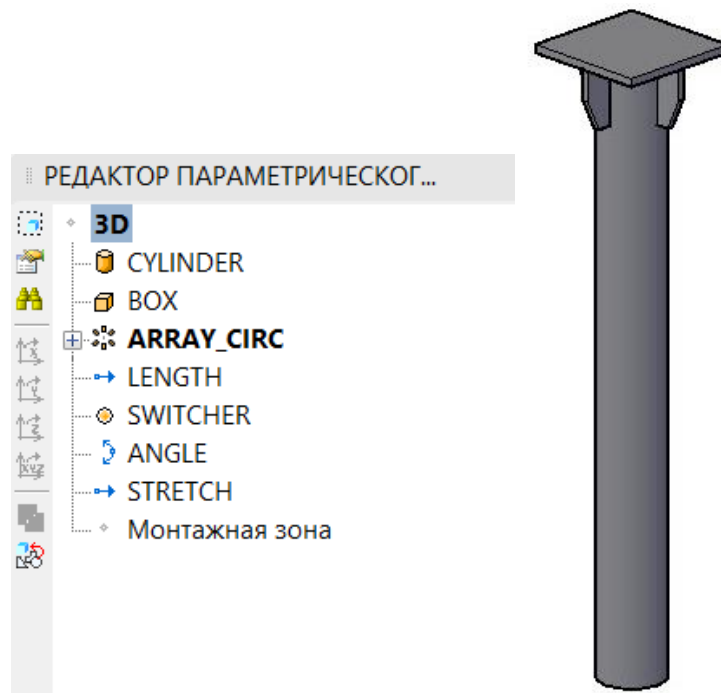 РЕДАКТОР ПАРАМЕТРИЧЕСКОГ...
3D
CYLINDER
BOX
ARRAY_CIRC
LENGTH
SWITCHER
ANGLE
STRETCH
Монтажная зона